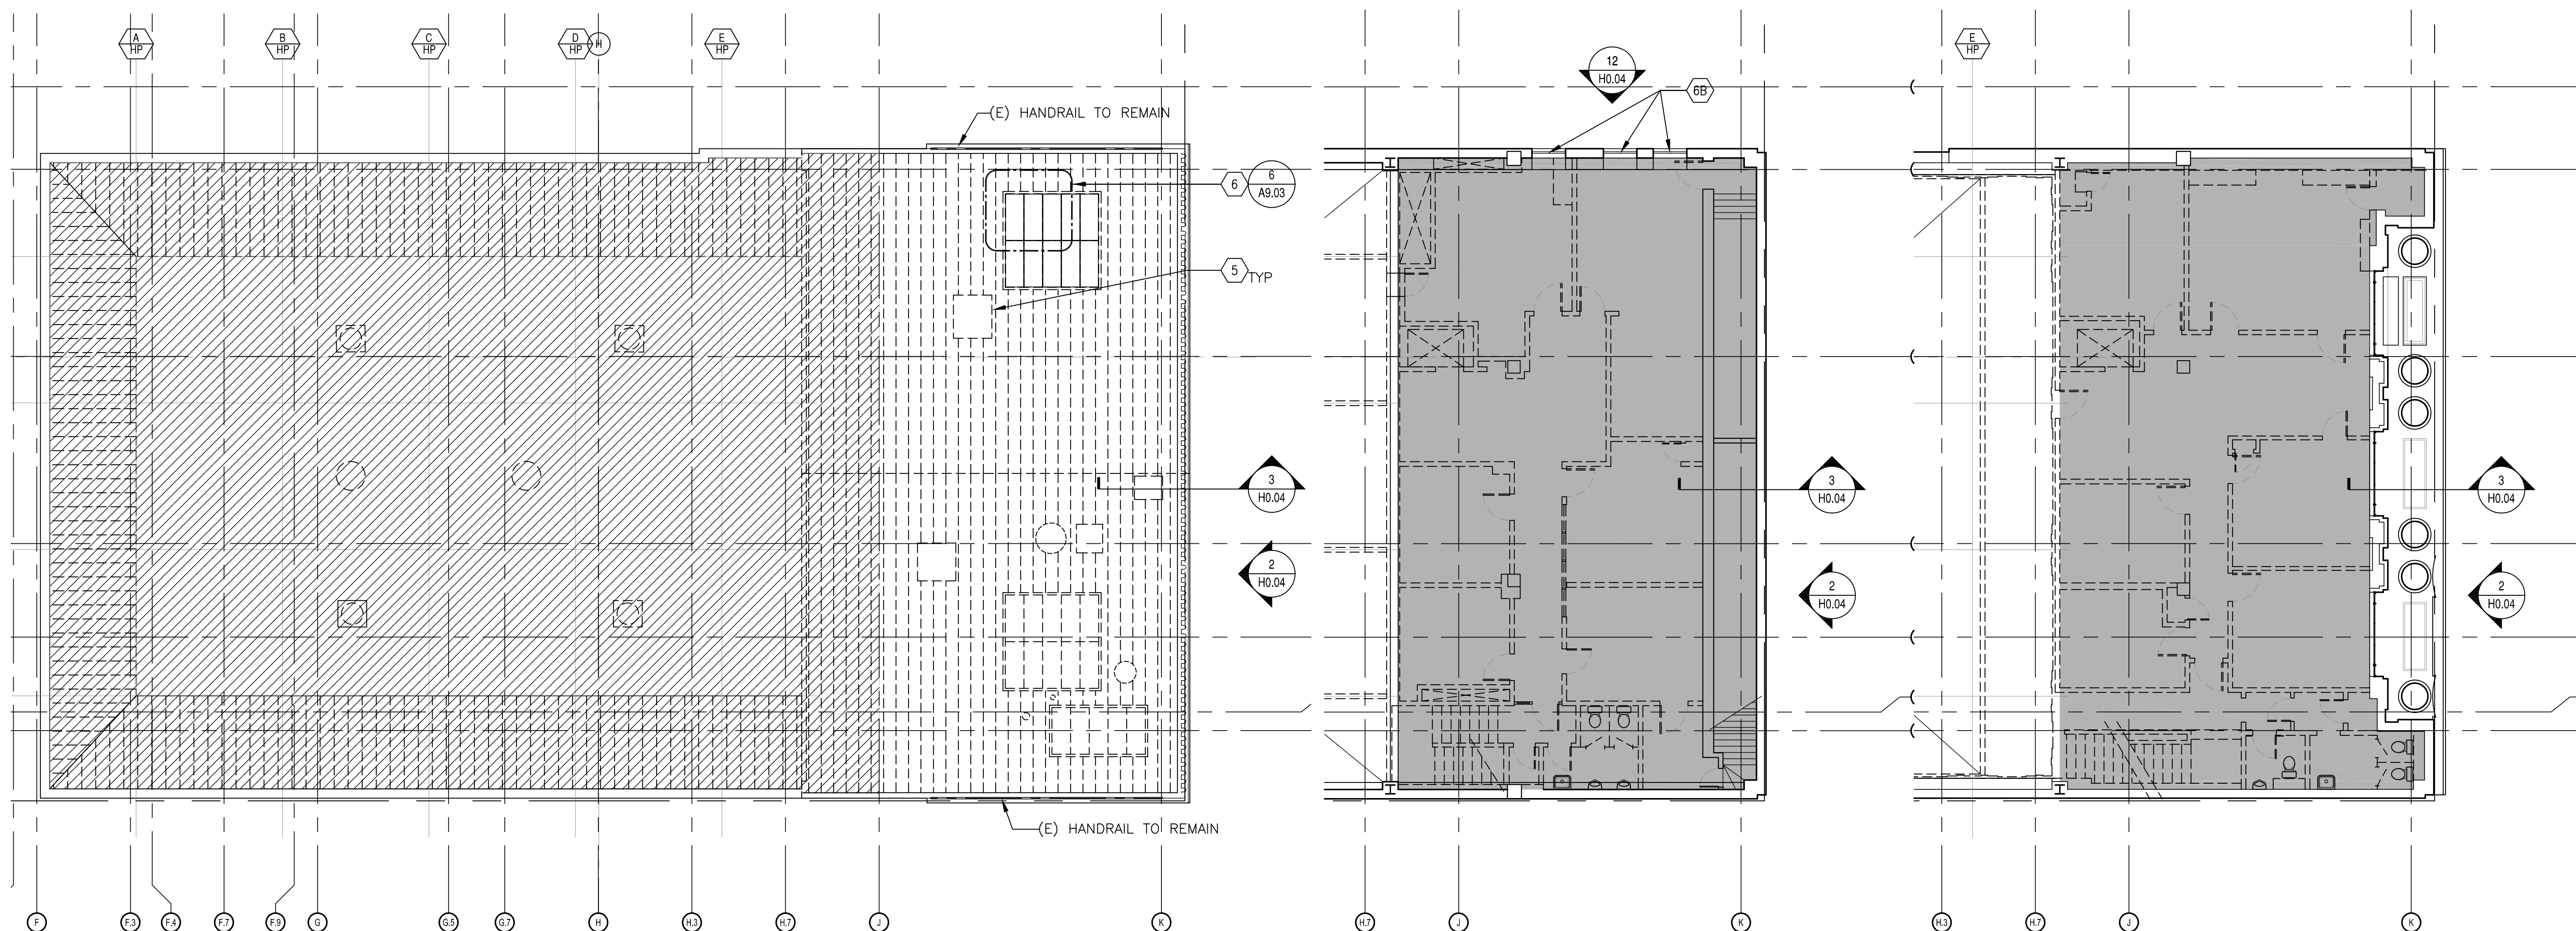 A
HP
B
HP
C
HP
D
HP
H
E
HP
E
HP
12
H0.04
6B
(E) HANDRAIL TO REMAIN
6
6
A9.03
5
TYP
3
H0.04
3
H0.04
3
H0.04
2
H0.04
2
H0.04
2
H0.04
(E) HANDRAIL TO REMAIN
F
F.3
F.4
F.7
F.9
G
G.5
G.7
H
H.3
H.7
J
K
H.7
J
K
H.3
H.7
J
K